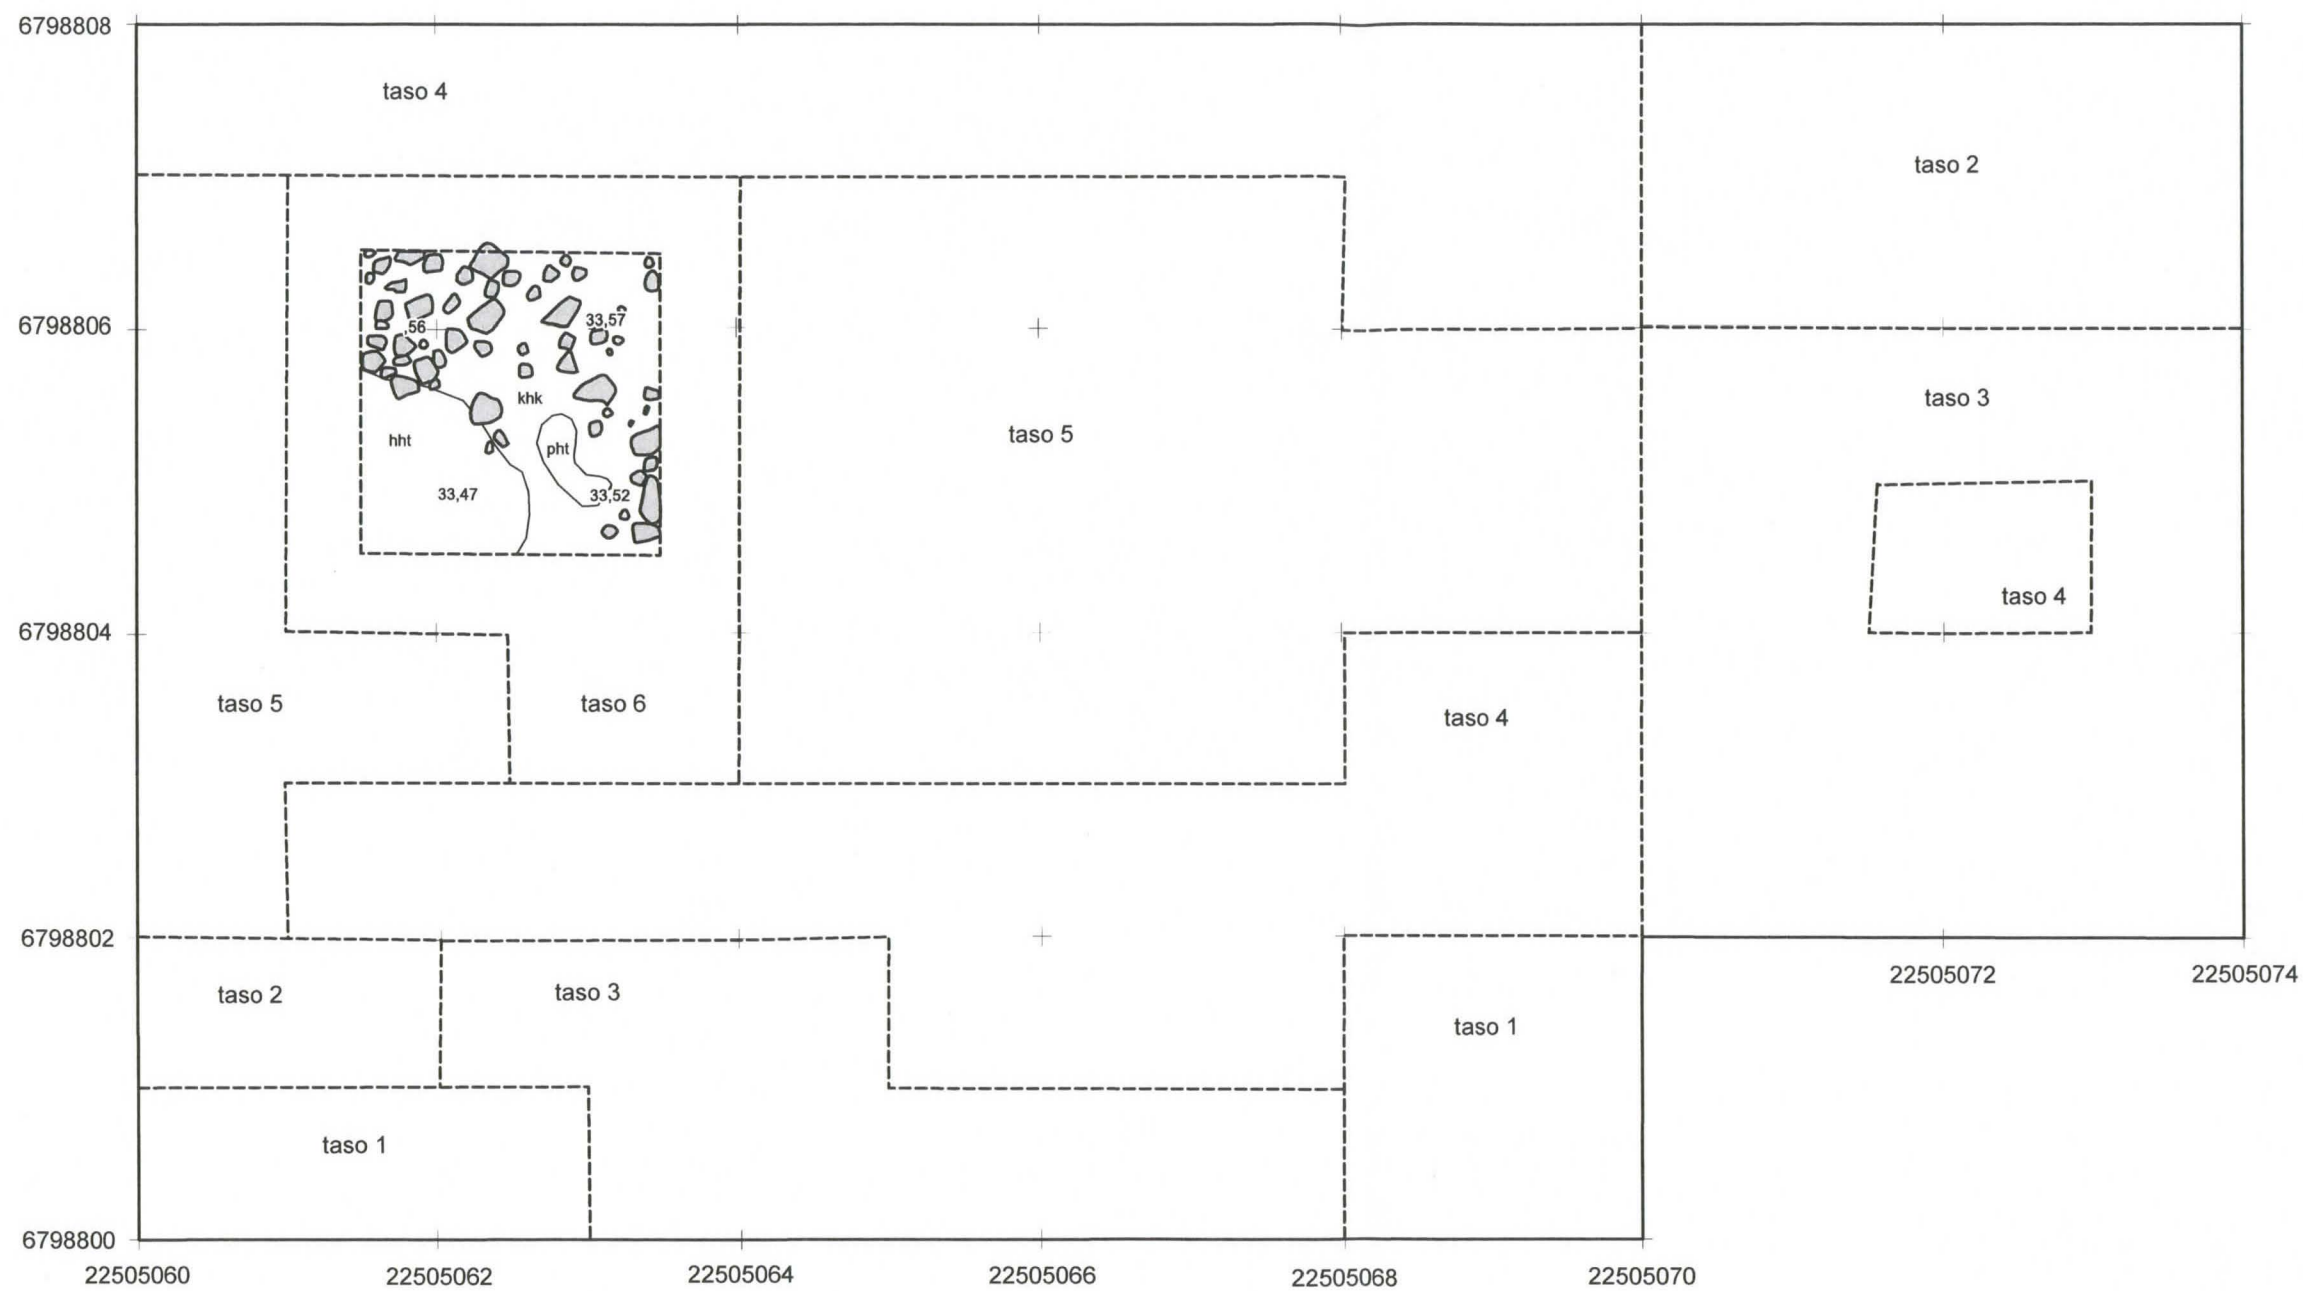 6798808
taso 4
taso 2
6798806
,56
33,57
khk
taso 3
hht
pht
taso 5
33,47
33,52
taso 4
6798804
taso 5
taso 6
taso 4
6798802
22505072
22505074
taso 2
taso 3
taso 1
taso 1
6798800
22505060
22505062
22505064
22505066
22505068
22505070